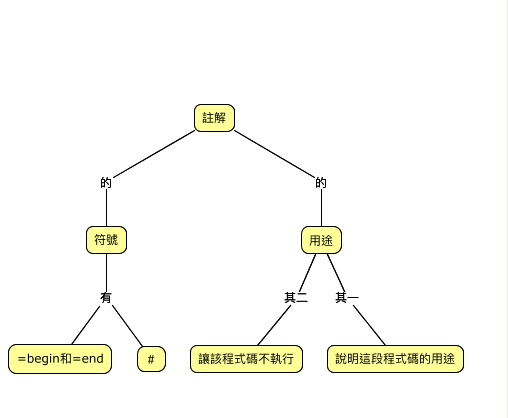 註解
的
的
符號
用途
有
其二
其一
=begin和=end
#
讓該程式碼不執行
說明這段程式碼的用途